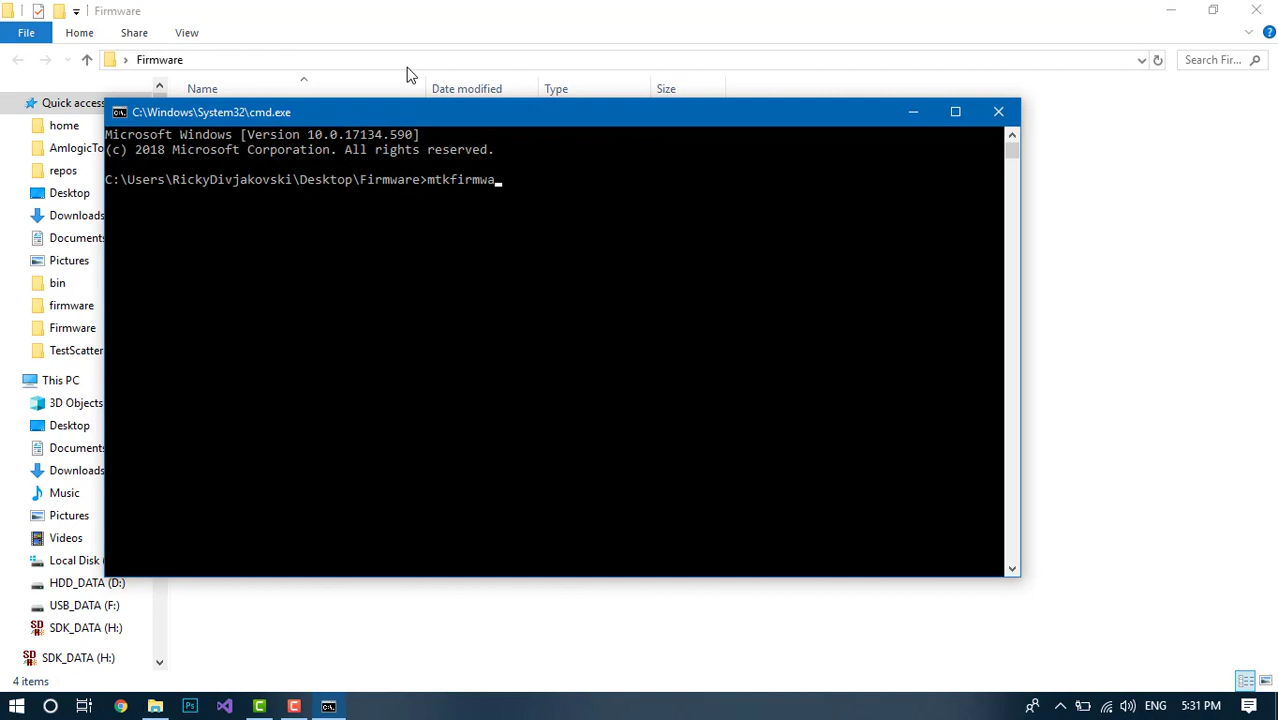 Firmware
File Home Share View
Firmware
Search Fir...
Name Date modified Type Size
Quick access
home
AmlogicTo
repos
Desktop
Downloads
Documents
Pictures
bin
firmware
Firmware
TestScatter
This PC
3D Objects
Desktop
Documents
Downloads
Music
Pictures
Videos
Local Disk (
HDD_DATA (D:)
USB_DATA (F:)
SDK_DATA (H:)
SDK_DATA (H:)
4 items
C:\Windows\System32\cmd.exe
Microsoft Windows [Version 10.0.17134.590]
(c) 2018 Microsoft Corporation. All rights reserved.
C:\Users\RickyDivjakovski\Desktop\Firmware>mtkfirmwa_
ENG 5:31 PM